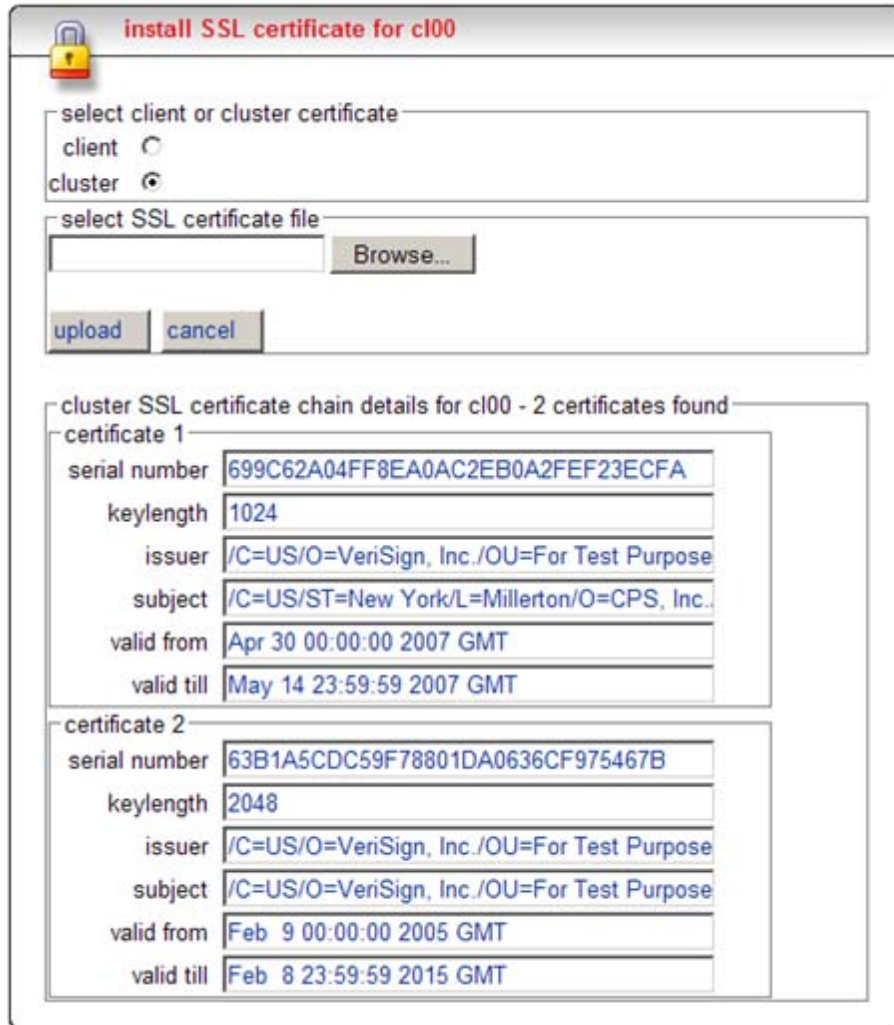 install SSL certificate for cl00
select client or cluster certificate
client
cluster
select SSL certificate file
Browse...
upload cancel
cluster SSL certificate chain details for cl00 - 2 certificates found
certificate 1
serial number 699C62A04FF8EA0AC2EB0A2FEF23ECFA
keylength 1024
issuer /C=US/O=VeriSign, Inc./OU=For Test Purpose
subject /C=US/ST=New York/L=Millerton/O=CPS, Inc..
valid from Apr 30 00:00:00 2007 GMT
valid till May 14 23:59:59 2007 GMT
certificate 2
serial number 63B1A5CDC59F78801DA0636CF975467B
keylength 2048
issuer /C=US/O=VeriSign, Inc./OU=For Test Purpose
subject /C=US/O=VeriSign, Inc./OU=For Test Purpose
valid from Feb 9 00:00:00 2005 GMT
valid till Feb 8 23:59:59 2015 GMT